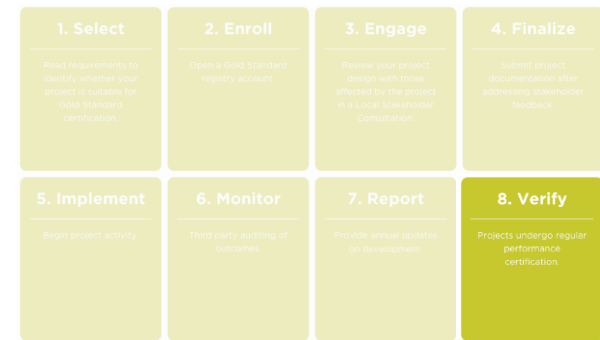 1. Select
Read requirements to
identify whether your
project is suitable for
Gold Standard
certification.
2. Enroll
Open a Gold Standard
registry account.
3. Engage
Review your project
design with those
affected by the project
in a Local Stakeholder
Consultation.
4. Finalize
Submit project
documentation after
addressing stakeholder
feedback.
5. Implement
Begin project activity.
6. Monitor
Third party auditing of
outcomes.
7. Report
Provide annual updates
on development.
8. Verify
Projects undergo regular
performance
certification.